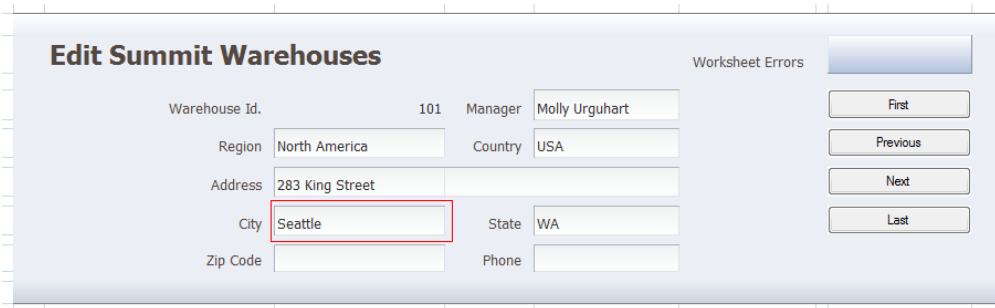 Edit Summit Warehouses
Worksheet Errors
Warehouse Id. 101 Manager Molly Urguhart First
Region North America Country USA Previous
Address 283 King Street Next
City Seattle State WA Last
Zip Code Phone